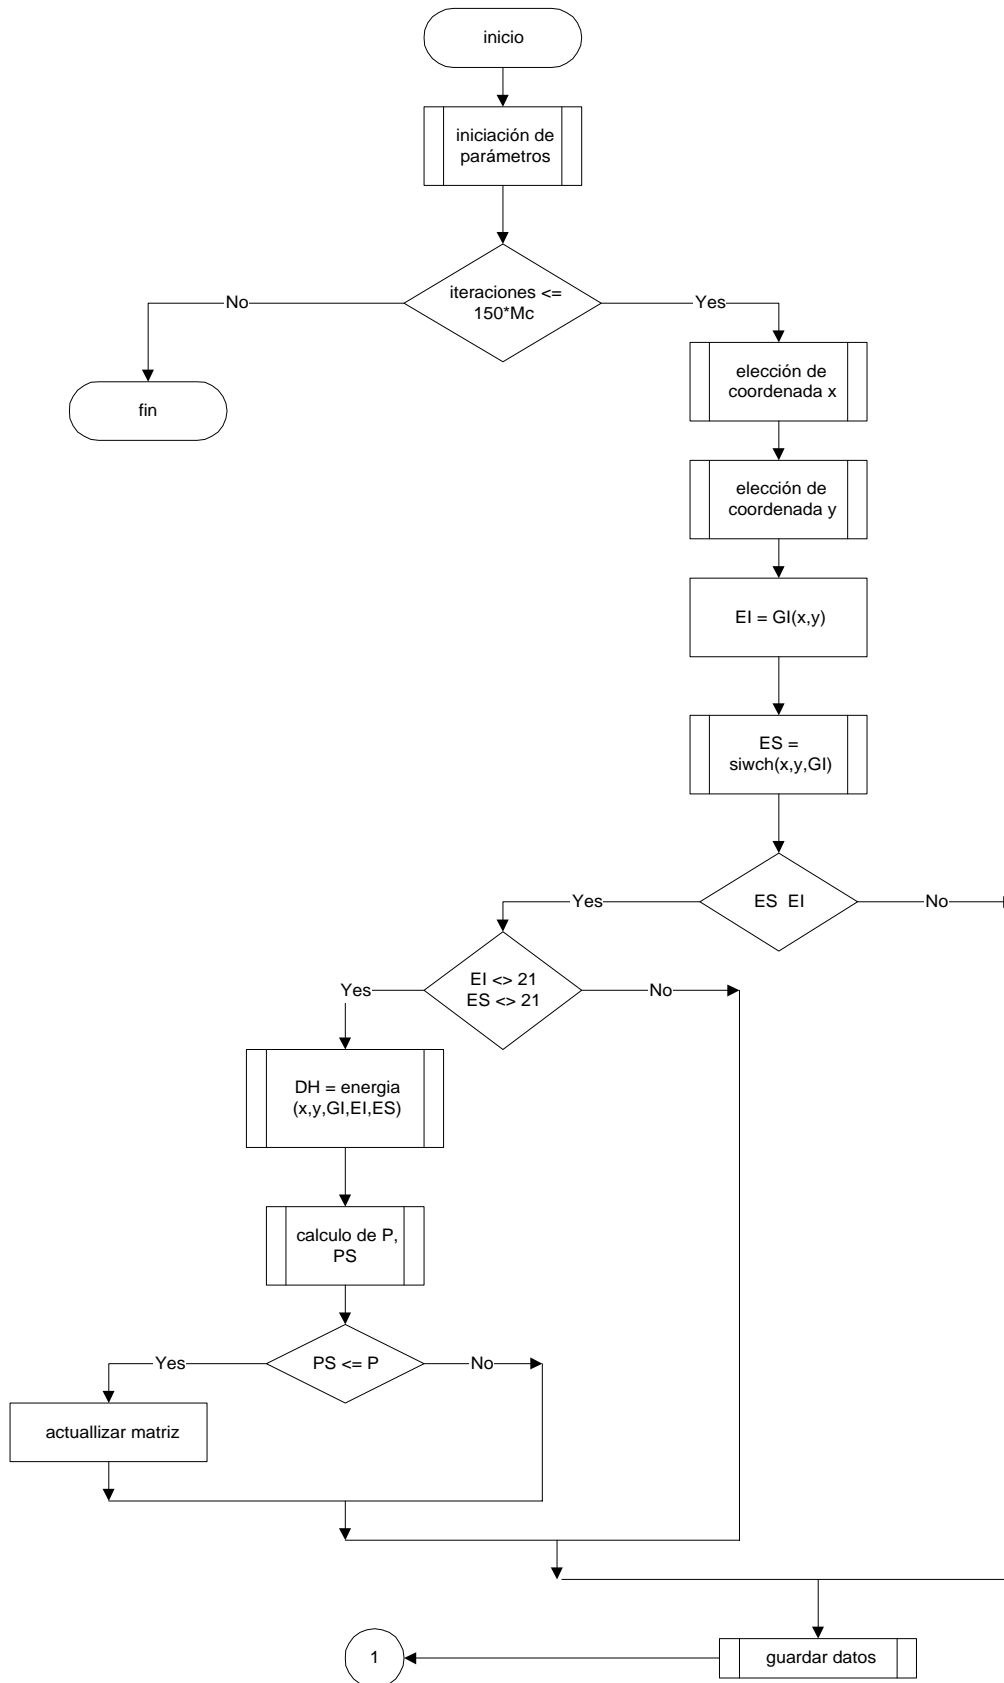 inicio
iniciación de
parámetros
iteraciones <=
150*Mc
No
Yes
fin
elección de
coordenada x
elección de
coordenada y
EI = GI(x,y)
ES =
siwch(x,y,GI)
ES  EI
Yes
No
EI <> 21
ES <> 21
Yes
No
DH = energia
(x,y,GI,EI,ES)
calculo de P,
PS
PS <= P
Yes
No
actuallizar matriz
guardar datos
1